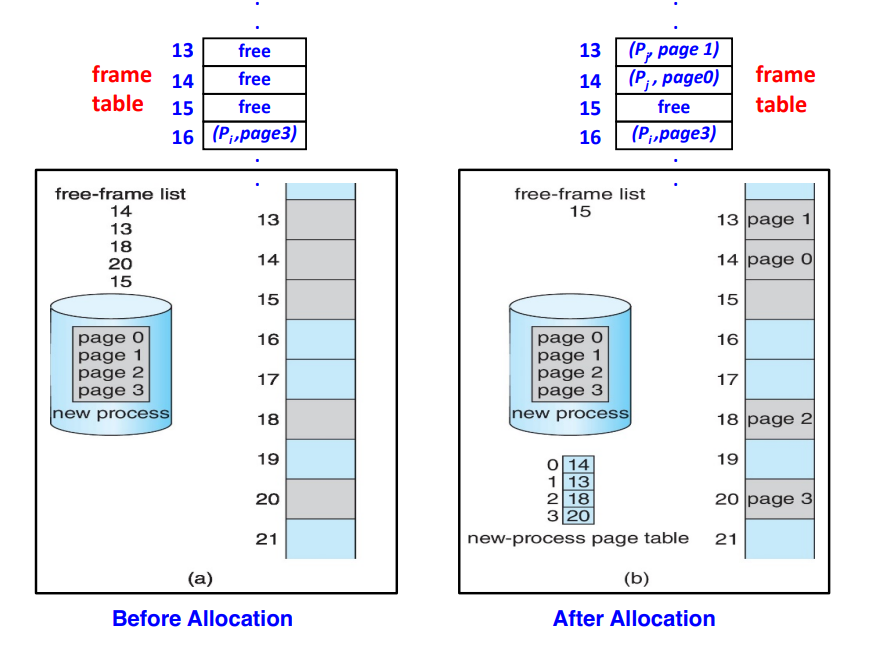 frame
table
13 free
14 free
15 free
16 (Pi,page3)
free-frame list
14
13
18
20
15
page 0
page 1
page 2
page 3
new process
13
14
15
16
17
18
19
20
21
(a)
Before Allocation
13 (Pj, page 1)
14 (Pj , page0)
15 free
16 (Pi,page3)
frame
table
free-frame list
15
page 0
page 1
page 2
page 3
new process
0 14
1 13
2 18
3 20
new-process page table
13 page 1
14 page 0
15
16
17
18 page 2
19
20 page 3
21
(b)
After Allocation